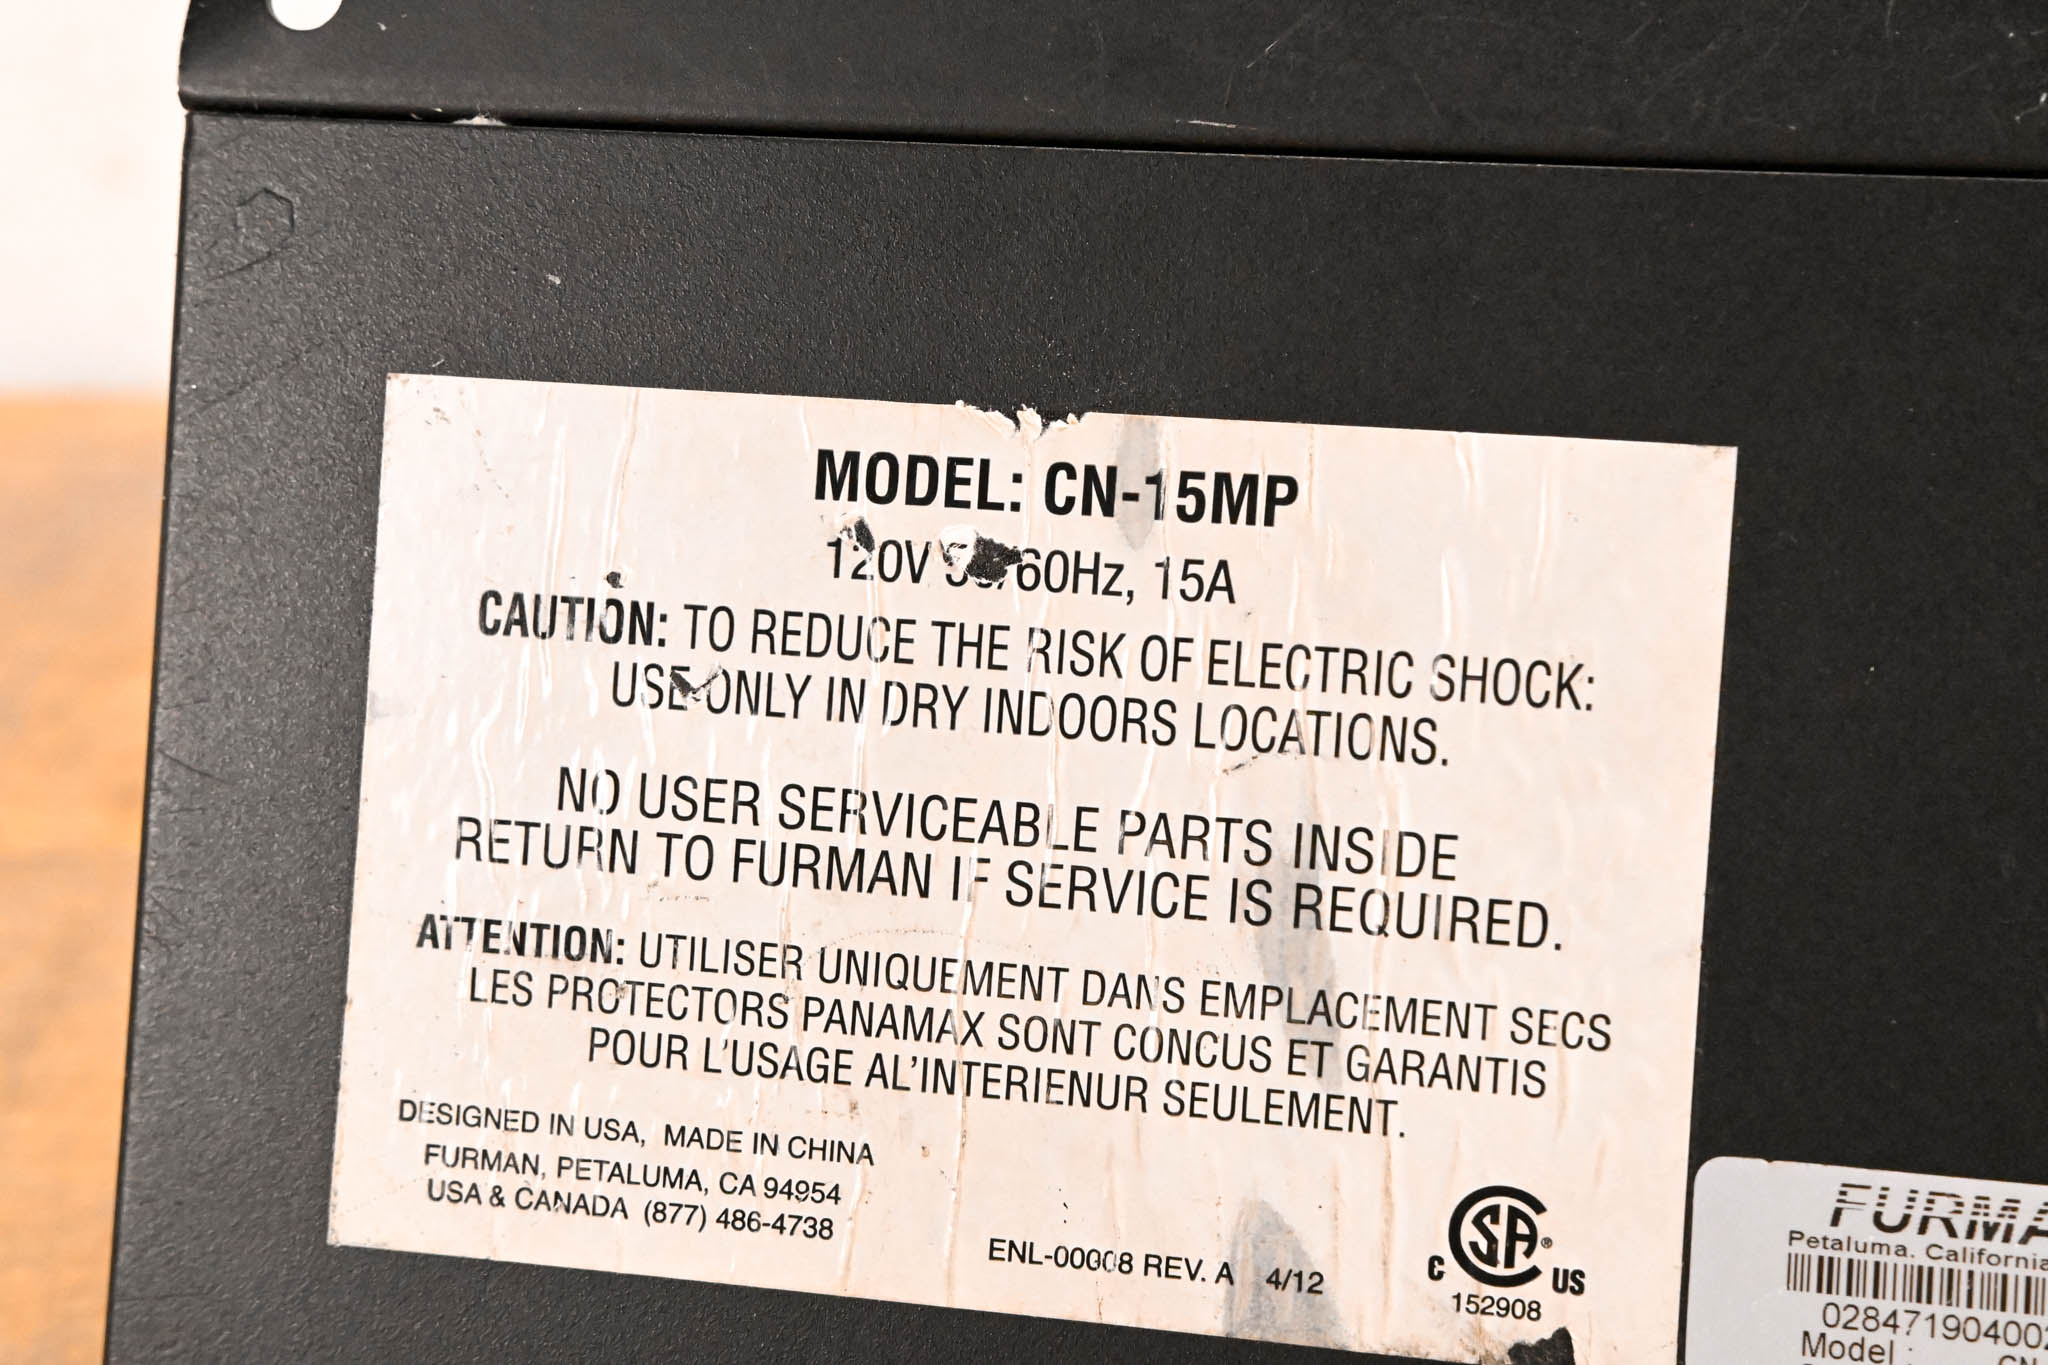 MODEL: CN-15MP
120V 50/60Hz, 15A
CAUTION: TO REDUCE THE RISK OF ELECTRIC SHOCK:
USE ONLY IN DRY INDOORS LOCATIONS.
NO USER SERVICEABLE PARTS INSIDE
RETURN TO FURMAN IF SERVICE IS REQUIRED.
ATTENTION: UTILISER UNIQUEMENT DANS EMPLACEMENT SECS
LES PROTECTORS PANAMAX SONT CONCUS ET GARANTIS
POUR L'USAGE AL'INTERIENUR SEULEMENT.
DESIGNED IN USA, MADE IN CHINA
FURMAN, PETALUMA, CA 94954
USA & CANADA (877) 486-4738
ENL-00008 REV. A 4/12
C SA® US
152908
FURMA
Petaluma. California
Model :